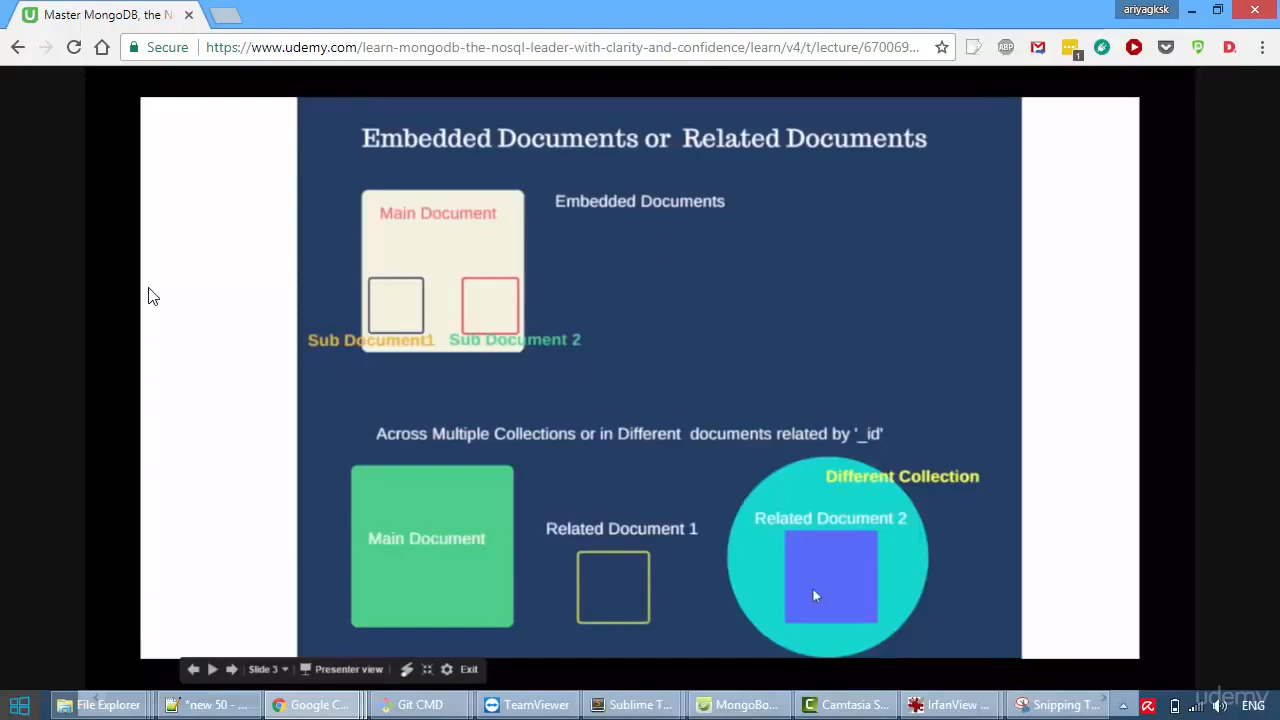 Master MongoDB, the N
ariyagksk
Secure
https://www.udemy.com/learn-mongodb-the-nosql-leader-with-clarity-and-confidence/learn/v4/t/lecture/670069...
ABP
1
D.
Embedded Documents or Related Documents
Main Document
Embedded Documents
Sub Document1
Sub Document 2
Across Multiple Collections or in Different documents related by '_id'
Different Collection
Main Document
Related Document 1
Related Document 2
Slide 3
Presenter view
Exit
File Explorer
*new 50 - ...
Google C...
Git CMD
TeamViewer
Sublime T...
MongoBo...
Camtasia S...
IrfanView ...
Snipping T...
ENG
udemy